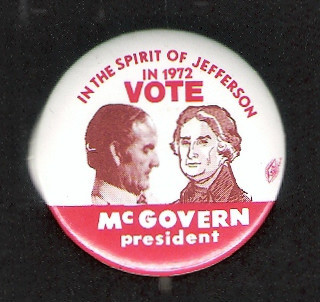 IN THE SPIRIT OF JEFFERSON
IN 1972
VOTE
McGOVERN
president